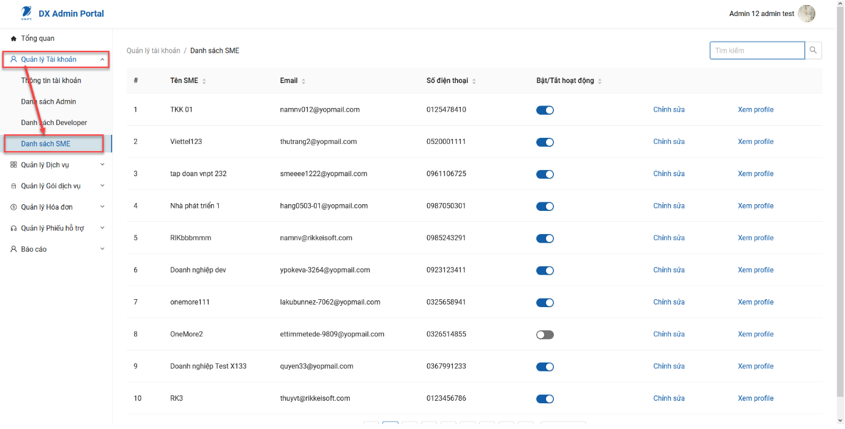 DX Admin Portal
Admin 12 admin test
Tổng quan
Quản lý Tài khoản
Thông tin tài khoản
Danh sách Admin
Danh sách Developer
Danh sách SME
Quản lý Dịch vụ
Quản lý Gói dịch vụ
Quản lý Hóa đơn
Quản lý Phiếu hỗ trợ
Báo cáo
Quản lý tài khoản / Danh sách SME
Tìm kiếm
# Tên SME Email Số điện thoại Bật/Tắt hoạt động
1 TKK 01 namnv012@yopmail.com 0125478410 Chỉnh sửa Xem profile
2 Viettel123 thutrang2@yopmail.com 0520001111 Chỉnh sửa Xem profile
3 tap doan vnpt 232 smeeee1222@yopmail.com 0961106725 Chỉnh sửa Xem profile
4 Nhà phát triển 1 hang0503-01@yopmail.com 0987050301 Chỉnh sửa Xem profile
5 RIKbbbmmm namnv@rikkeisoft.com 0985243291 Chỉnh sửa Xem profile
6 Doanh nghiệp dev ypokeva-3264@yopmail.com 0923123411 Chỉnh sửa Xem profile
7 onemore111 lakubunnez-7062@yopmail.com 0325658941 Chỉnh sửa Xem profile
8 OneMore2 ettimmetede-9809@yopmail.com 0326514855 Chỉnh sửa Xem profile
9 Doanh nghiệp Test X133 quyen33@yopmail.com 0367991233 Chỉnh sửa Xem profile
10 RK3 thuyvt@rikkeisoft.com 0123456786 Chỉnh sửa Xem profile